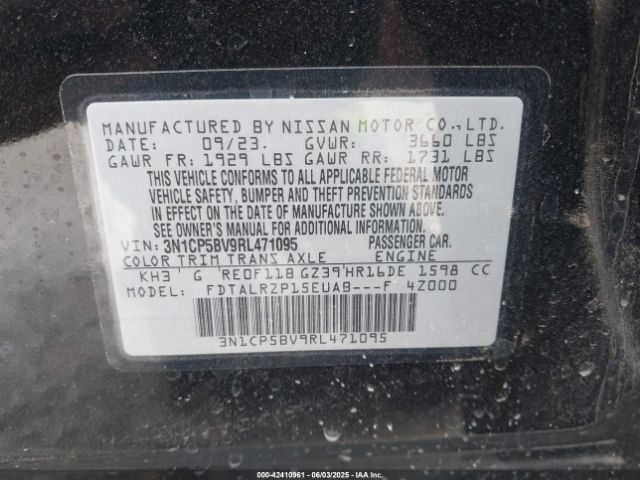 MANUFACTURED BY NISSAN MOTOR CO.,LTD.
DATE: 09/23. GVWR: 3660 LBS
GAWR FR: 1929 LBS GAWR RR: 1731 LBS
THIS VEHICLE CONFORMS TO ALL APPLICABLE FEDERAL MOTOR
VEHICLE SAFETY, BUMPER AND THEFT PREVENTION STANDARDS
IN EFFECT ON THE DATE OF MANUFACTURE SHOWN ABOVE.
SEE OWNER'S MANUAL FOR ADDITIONAL INFORMATION.
VIN: 3N1CP5BV9RL471095 PASSENGER CAR.
COLOR TRIM TRANS AXLE ENGINE
KH3 G RE0F11B GZ39 HR16DE 1598 CC
MODEL: FDTALRZP15EUAB---F 4Z000
3N1CP5BV9RL471095
000-42410961 - 06/03/2025 - IAA Inc.